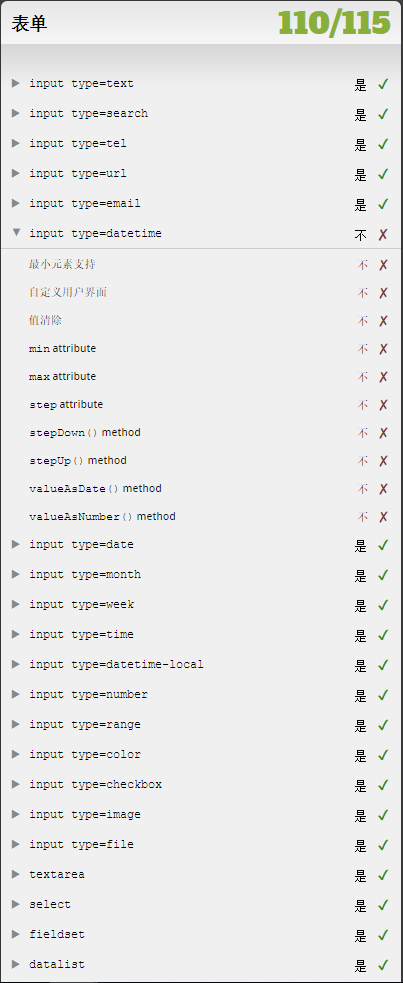 表单 110/115
input type=text 是 ✓
input type=search 是 ✓
input type=tel 是 ✓
input type=url 是 ✓
input type=email 是 ✓
input type=datetime 不 ✗
最小元素支持 不 ✗
自定义用户界面 不 ✗
值清除 不 ✗
min attribute 不 ✗
max attribute 不 ✗
step attribute 不 ✗
stepDown() method 不 ✗
stepUp() method 不 ✗
valueAsDate() method 不 ✗
valueAsNumber() method 不 ✗
input type=date 是 ✓
input type=month 是 ✓
input type=week 是 ✓
input type=time 是 ✓
input type=datetime-local 是 ✓
input type=number 是 ✓
input type=range 是 ✓
input type=color 是 ✓
input type=checkbox 是 ✓
input type=image 是 ✓
input type=file 是 ✓
textarea 是 ✓
select 是 ✓
fieldset 是 ✓
datalist 是 ✓